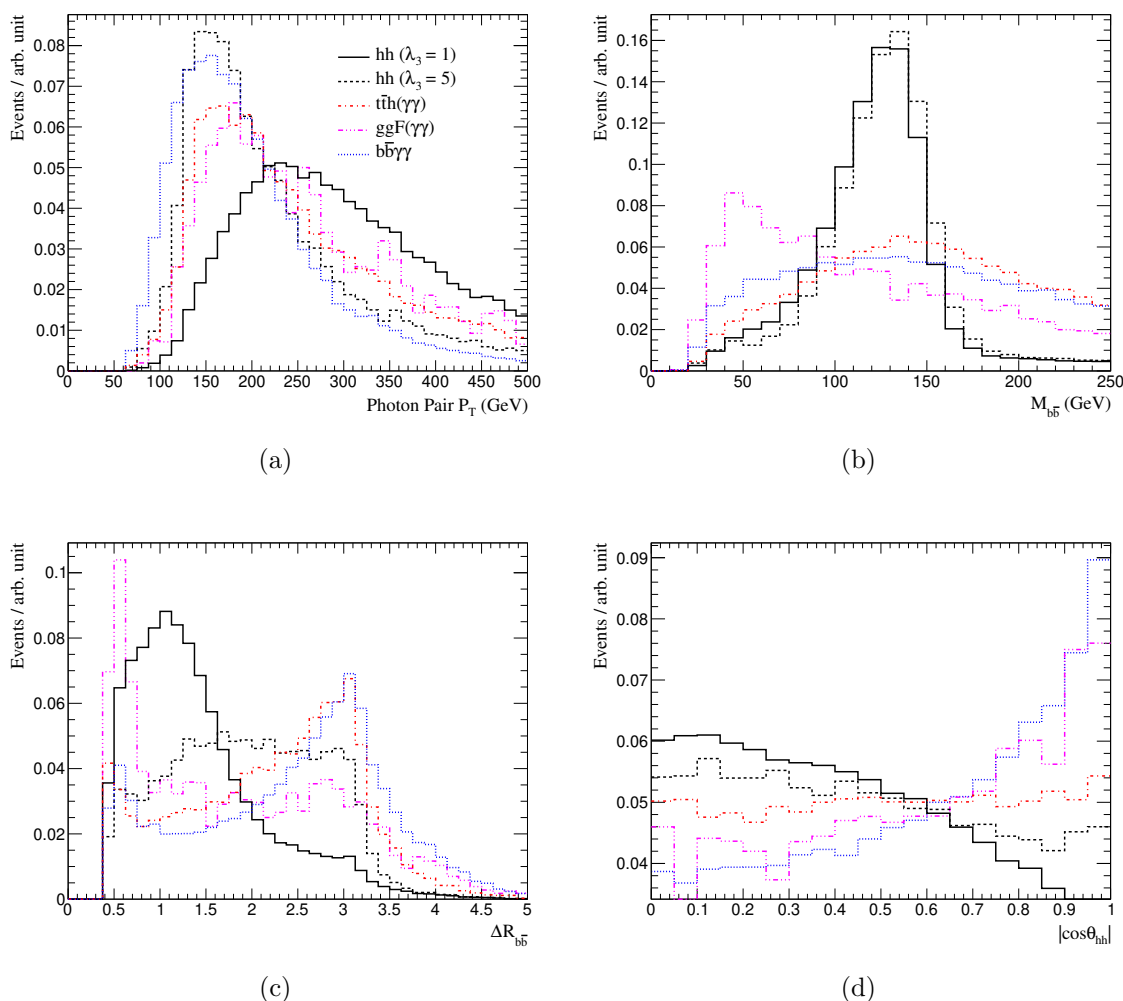 Events / arb. unit
0.08
0.07
0.06
0.05
0.04
0.03
0.02
0.01
0
hh (λ₃ = 1)
hh (λ₃ = 5)
tt̅h(γγ)
ggF(γγ)
bb̅γγ
0 50 100 150 200 250 300 350 400 450 500
Photon Pair P_T (GeV)
(a)
Events / arb. unit
0.16
0.14
0.12
0.1
0.08
0.06
0.04
0.02
0
0 50 100 150 200 250
M_bb̅ (GeV)
(b)
Events / arb. unit
0.1
0.08
0.06
0.04
0.02
0
0 0.5 1 1.5 2 2.5 3 3.5 4 4.5 5
ΔR_bb̅
(c)
Events / arb. unit
0.09
0.08
0.07
0.06
0.05
0.04
0 0.1 0.2 0.3 0.4 0.5 0.6 0.7 0.8 0.9 1
|cosθ_hh|
(d)